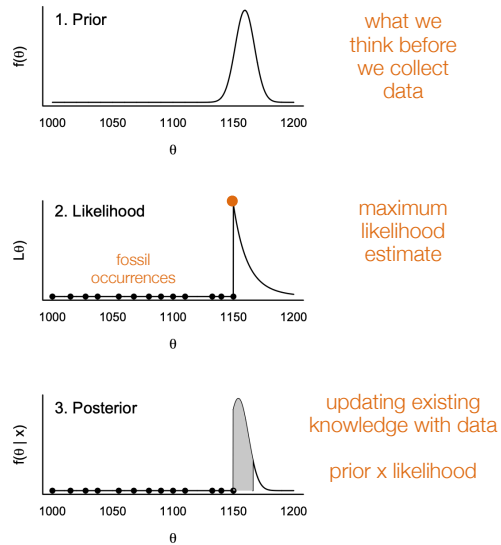 1. Prior
what we
think before
we collect
data
f(θ)
1000 1050 1100 1150 1200
θ
2. Likelihood
maximum
likelihood
estimate
L(θ)
fossil
occurrences
1000 1050 1100 1150 1200
θ
3. Posterior
updating existing
knowledge with data
prior x likelihood
f(θ | x)
1000 1050 1100 1150 1200
θ